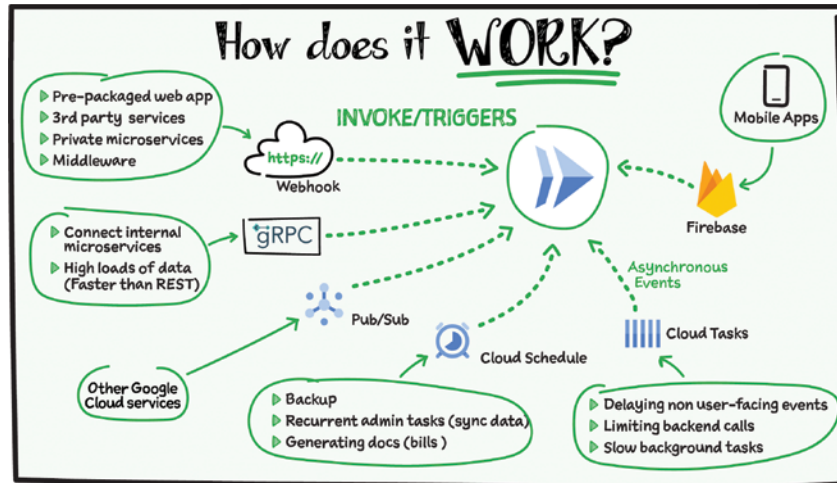 How does it WORK?
Pre-packaged web app
3rd party services
Private microservices
Middleware
INVOKE/TRIGGERS
https://
Webhook
Mobile Apps
Firebase
Connect internal
microservices
High loads of data
(Faster than REST)
gRPC
Asynchronous
Events
Pub/Sub
Cloud Schedule
Cloud Tasks
Other Google
Cloud services
Backup
Recurrent admin tasks (sync data)
Generating docs (bills )
Delaying non user-facing events
Limiting backend calls
Slow background tasks